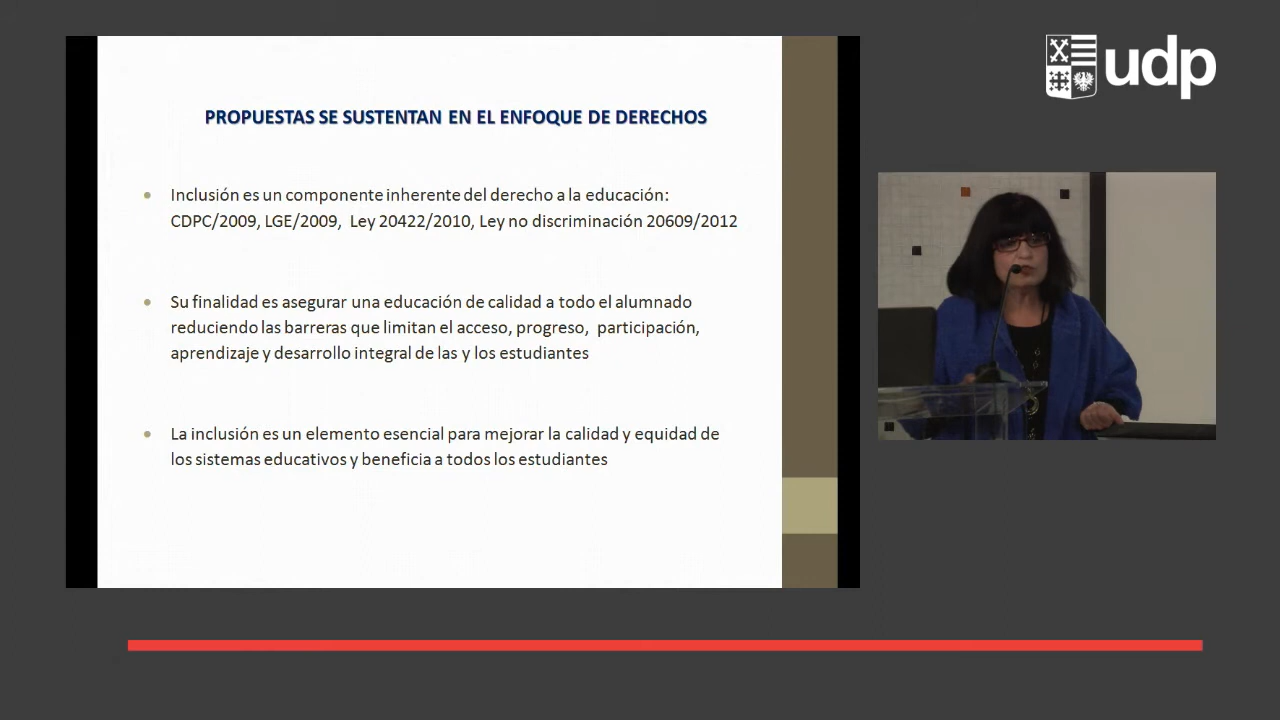 PROPUESTAS SE SUSTENTAN EN EL ENFOQUE DE DERECHOS
Inclusión es un componente inherente del derecho a la educación:
CDPC/2009, LGE/2009, Ley 20422/2010, Ley no discriminación 20609/2012
Su finalidad es asegurar una educación de calidad a todo el alumnado
reduciendo las barreras que limitan el acceso, progreso, participación,
aprendizaje y desarrollo integral de las y los estudiantes
La inclusión es un elemento esencial para mejorar la calidad y equidad de
los sistemas educativos y beneficia a todos los estudiantes
udp